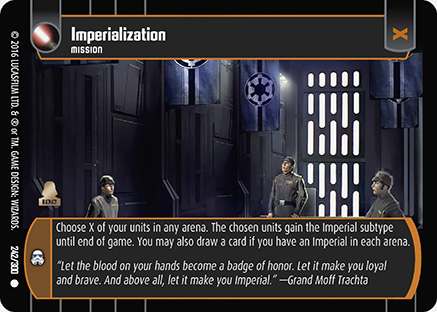 Imperialization
MISSION
X
Choose X of your units in any arena. The chosen units gain the Imperial subtype
until end of game. You may also draw a card if you have an Imperial in each arena.
"Let the blood on your hands become a badge of honor. Let it make you loyal
and brave. And above all, let it make you Imperial." —Grand Moff Trachta
© 2016 LUCASFILM LTD. & ® or TM. GAME DESIGN: WIZARDS.
242/300